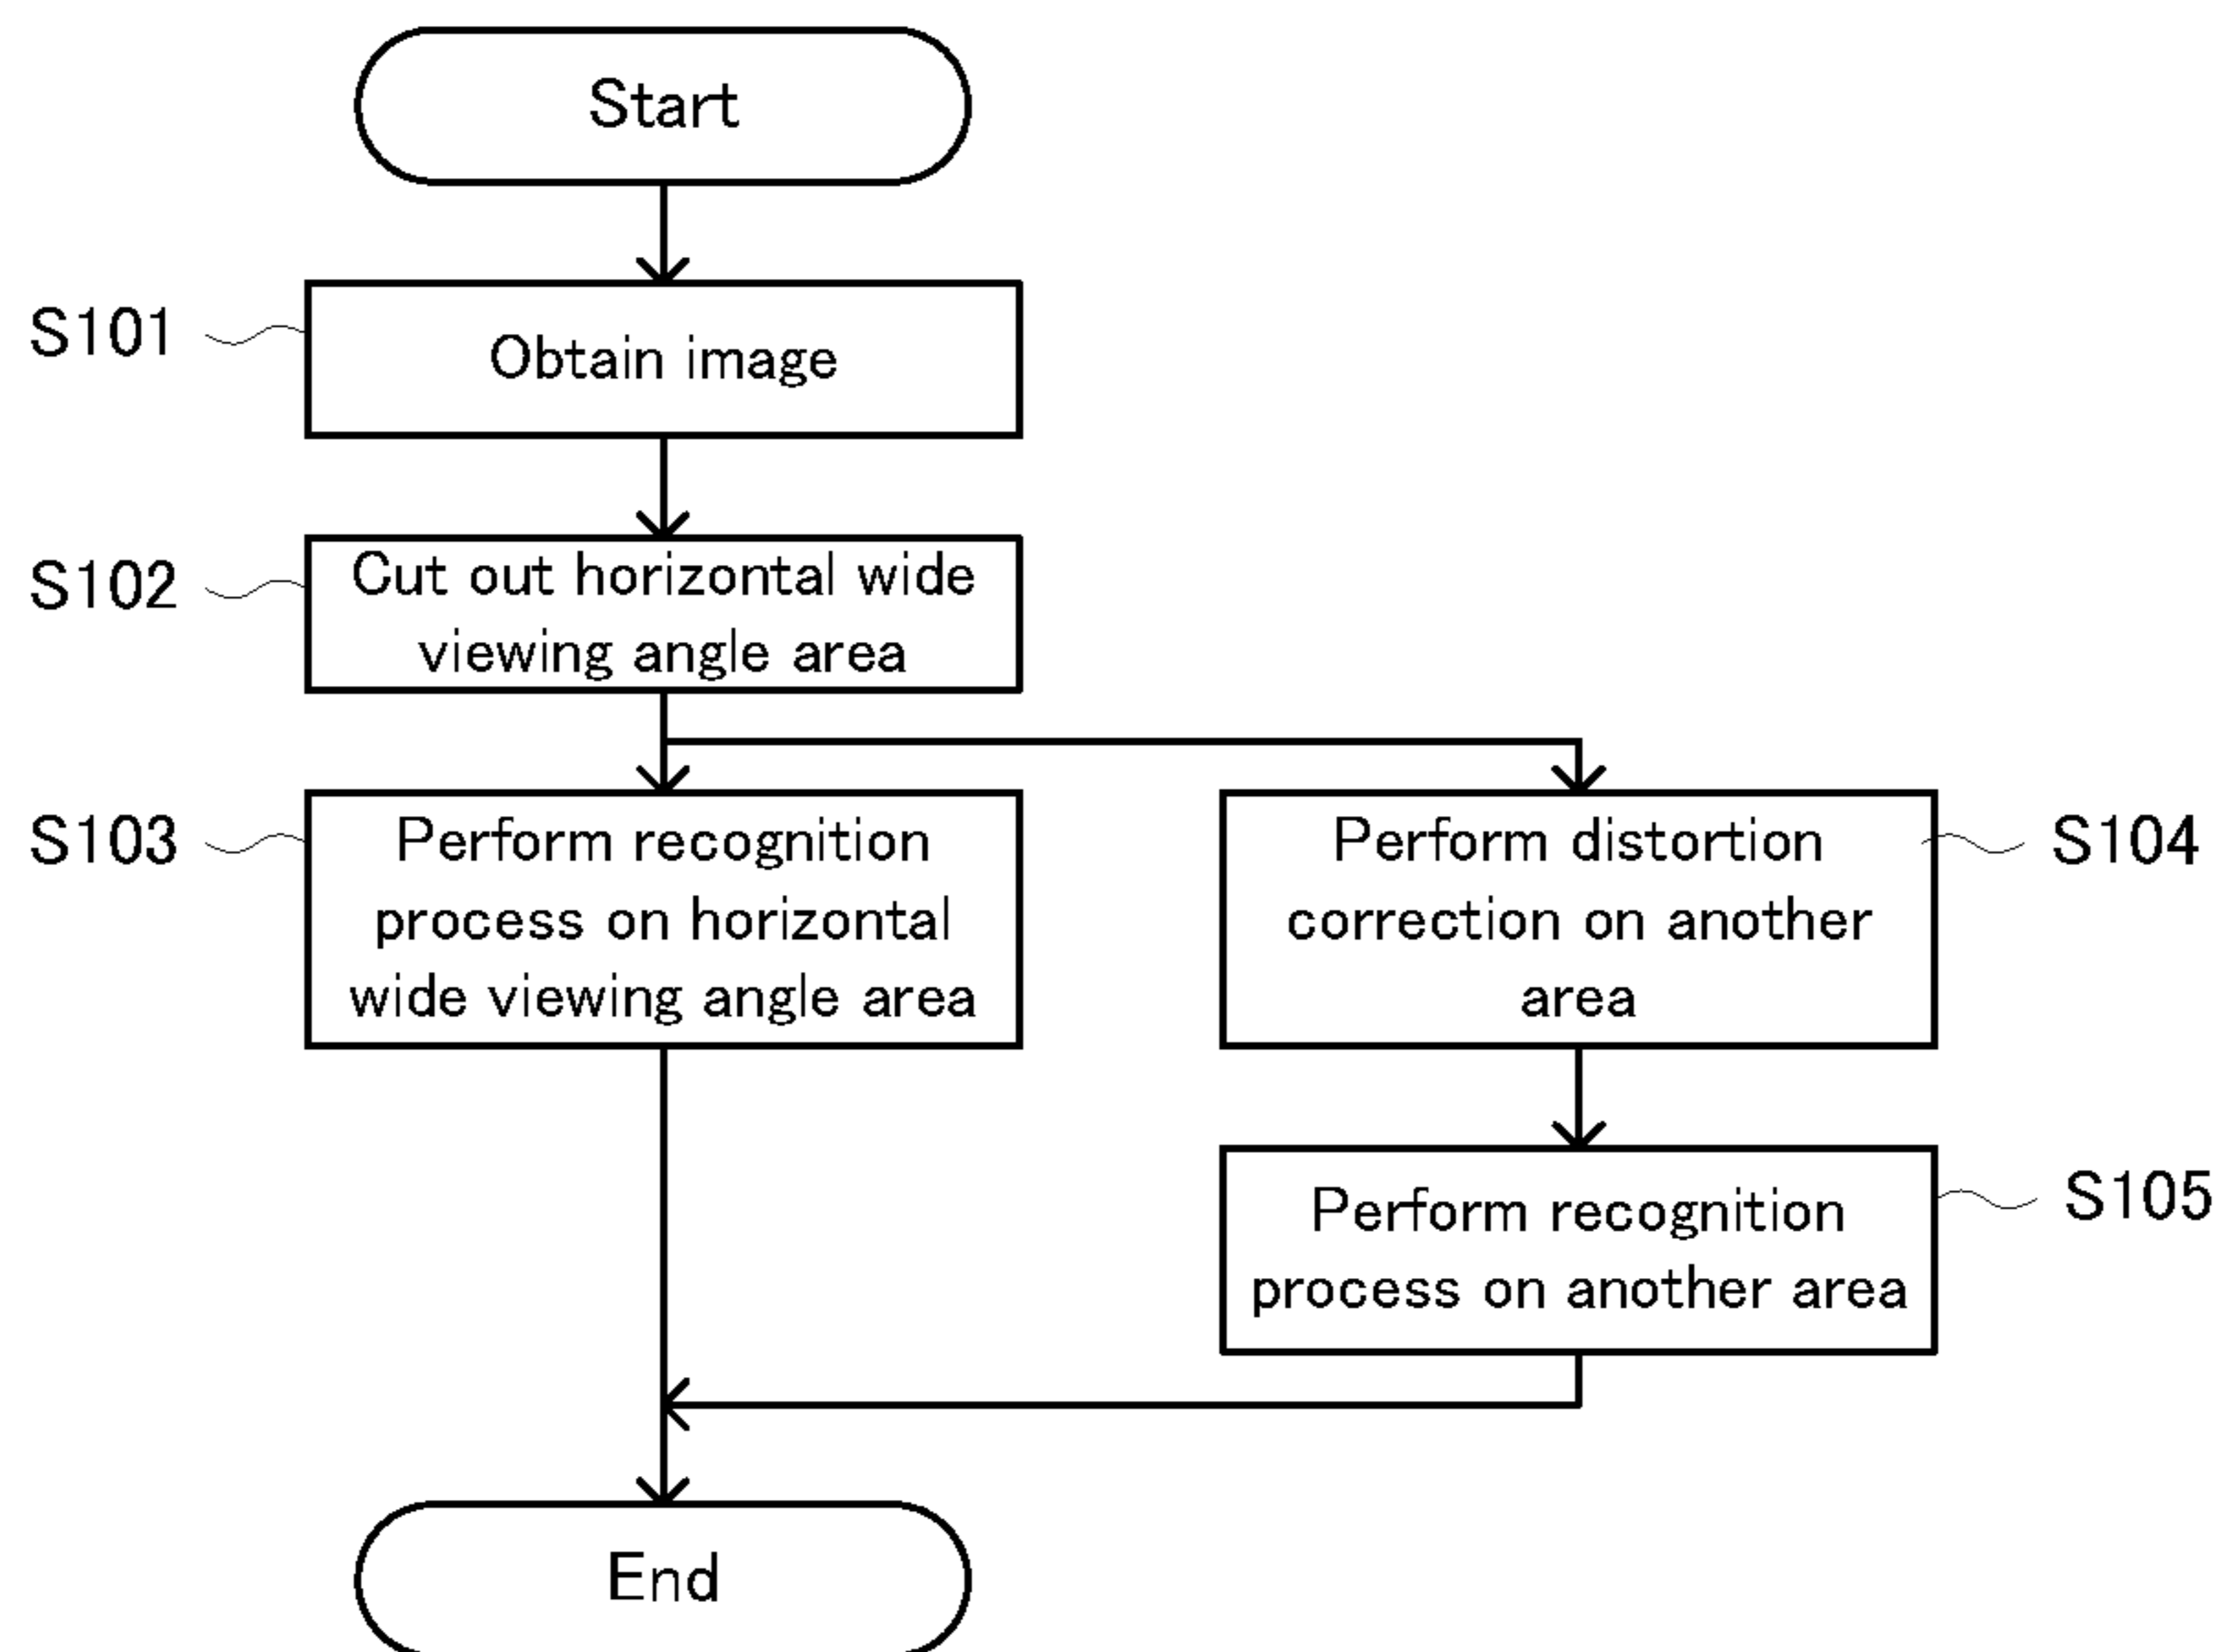 Start
S101
Obtain image
S102
Cut out horizontal wide
viewing angle area
S103
Perform recognition
process on horizontal
wide viewing angle area
Perform distortion
correction on another
area
S104
Perform recognition
process on another area
S105
End